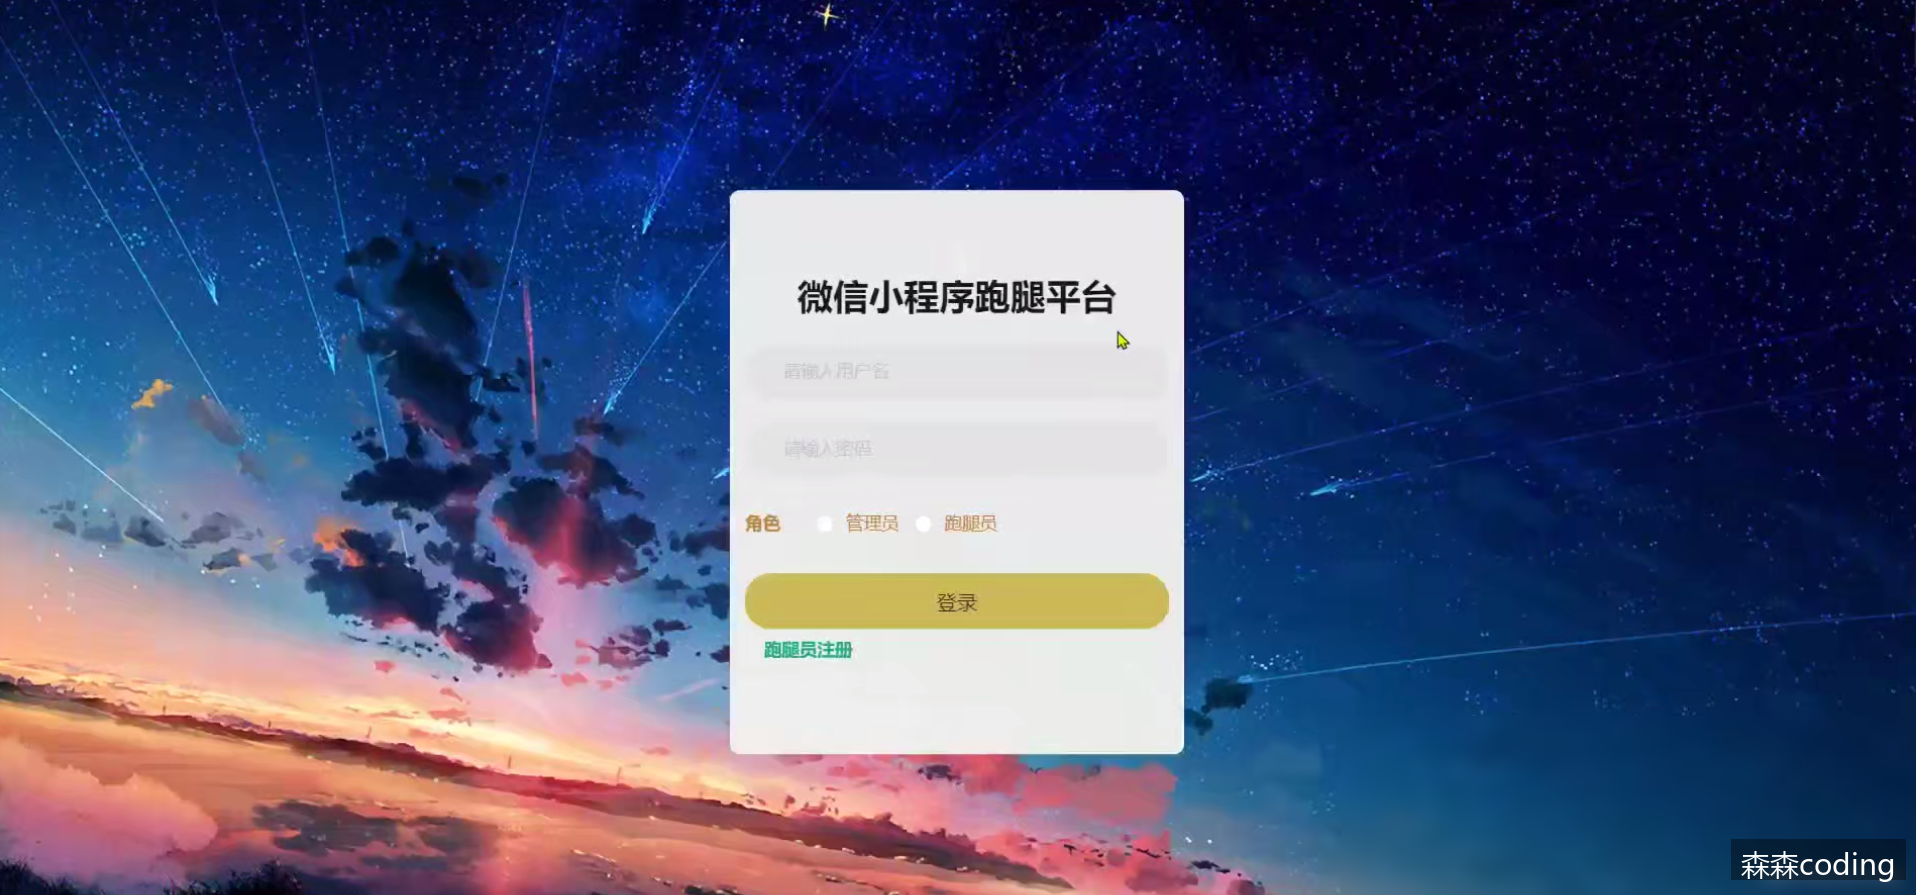 微信小程序跑腿平台
请输入用户名
请输入密码
角色 管理员 跑腿员
登录
跑腿员注册
森森coding